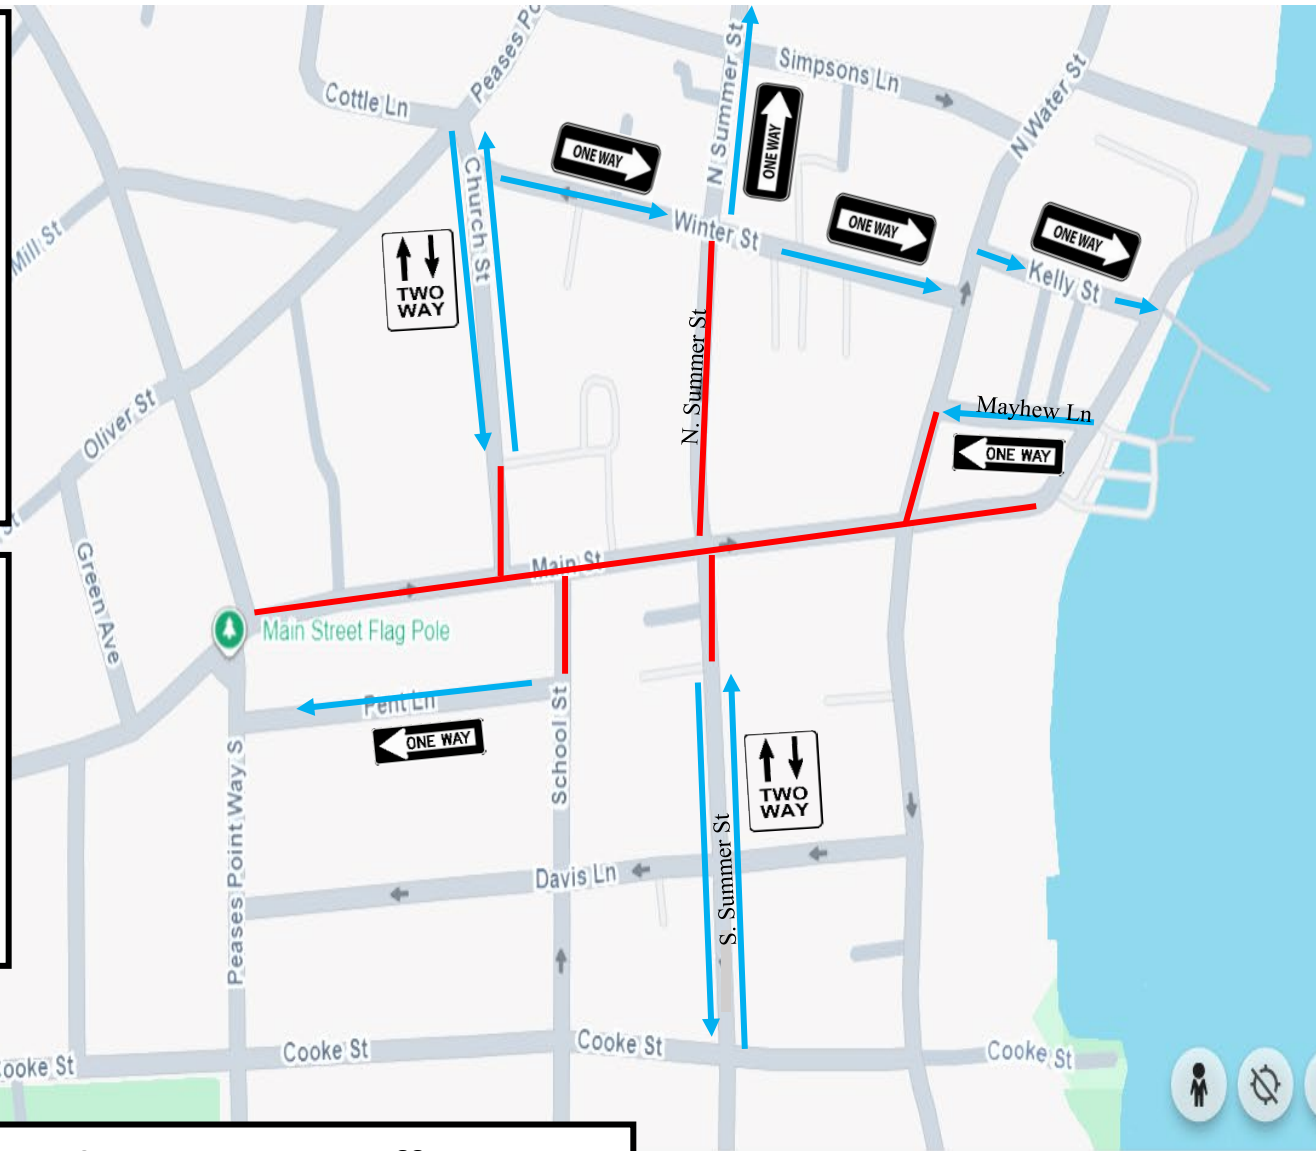 Peases Po
N Summer St
Simpsons Ln
Cottle Ln
N Water St
ONE WAY
ONE WAY
Church St
Winter St
ONE WAY
ONE WAY
Mill St
Kelly St
TWO
WAY
N. Summer St
Mayhew Ln
Oliver St
ONE WAY
St
Main St
Green Ave
Main Street Flag Pole
Pent Ln
ONE WAY
School St
Peases Point Way S
TWO
WAY
S. Summer St
Davis Ln
Cooke St
Cooke St
Cooke St
ooke St